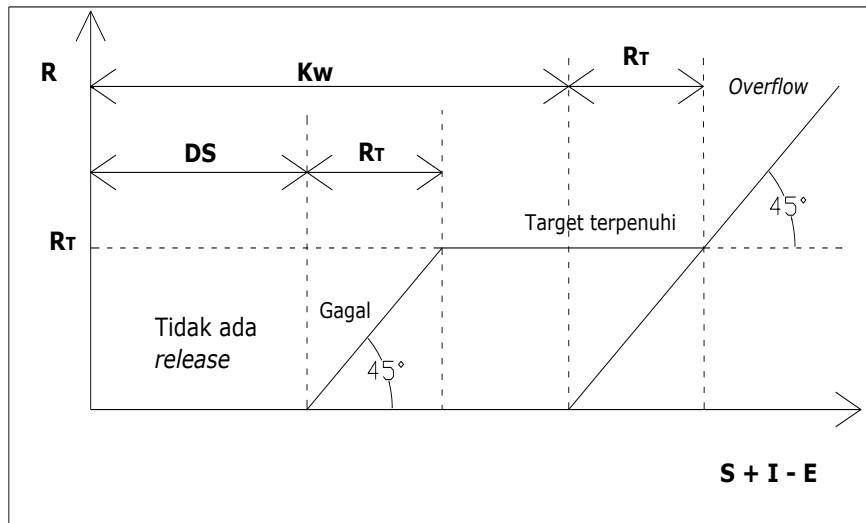 R
Kw
RT
Overflow
DS
RT
45°
RT
Target terpenuhi
Gagal
Tidak ada
release
45°
S + I - E